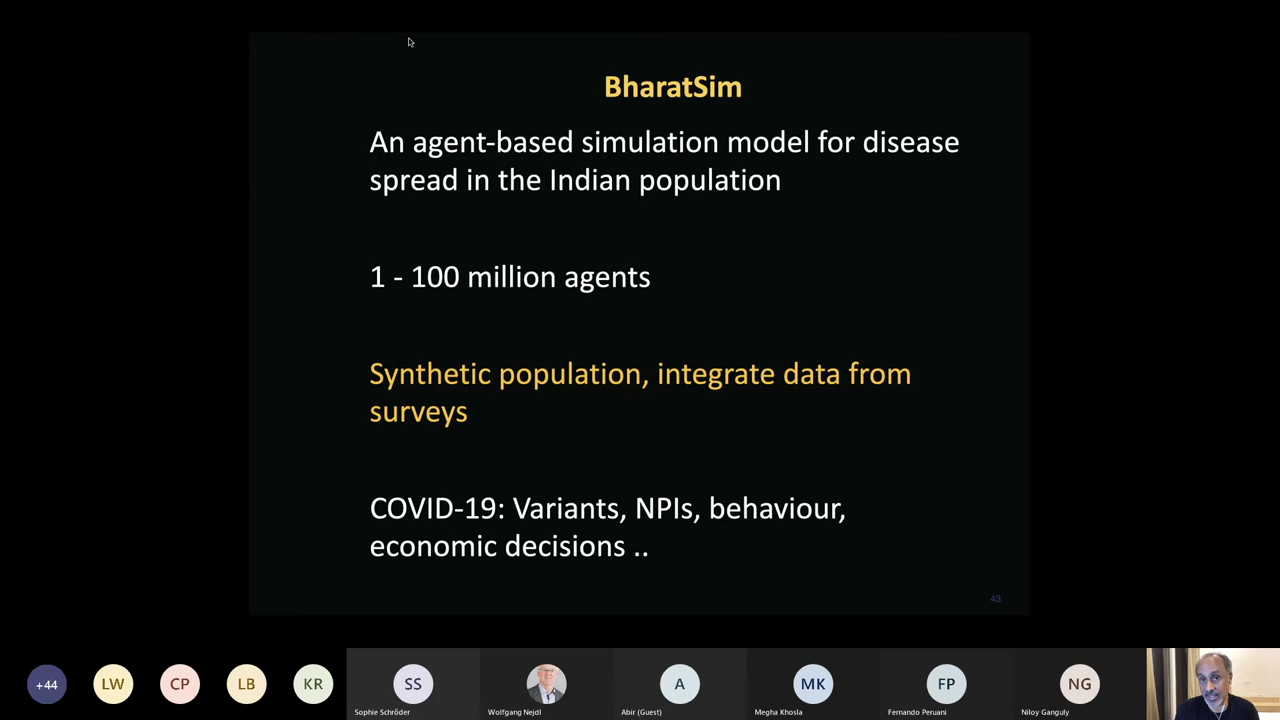 BharatSim
An agent-based simulation model for disease
spread in the Indian population
1 - 100 million agents
Synthetic population, integrate data from
surveys
COVID-19: Variants, NPIs, behaviour,
economic decisions ..
43
+44
LW
CP
LB
KR
SS
A
MK
FP
NG
Sophie Schröder
Wolfgang Nejdl
Abir (Guest)
Megha Khosla
Fernando Peruani
Niloy Ganguly